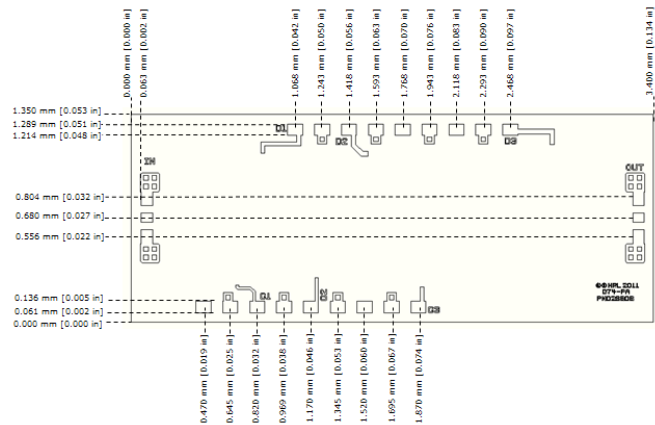 0.000 mm [0.000 in]
0.063 mm [0.002 in]
1.068 mm [0.042 in]
1.243 mm [0.050 in]
1.418 mm [0.056 in]
1.593 mm [0.063 in]
1.768 mm [0.070 in]
1.943 mm [0.076 in]
2.118 mm [0.083 in]
2.293 mm [0.090 in]
2.468 mm [0.097 in]
3.400 mm [0.134 in]
1.350 mm [0.053 in]
1.289 mm [0.051 in]
1.214 mm [0.048 in]
D1
D2
D3
IN
OUT
0.804 mm [0.032 in]
0.680 mm [0.027 in]
0.556 mm [0.022 in]
D1
D2
D3
2011
0.136 mm [0.005 in]
0.061 mm [0.002 in]
0.000 mm [0.000 in]
0.470 mm [0.019 in]
0.645 mm [0.025 in]
0.820 mm [0.032 in]
0.969 mm [0.038 in]
1.170 mm [0.046 in]
1.345 mm [0.053 in]
1.520 mm [0.060 in]
1.695 mm [0.067 in]
1.870 mm [0.074 in]